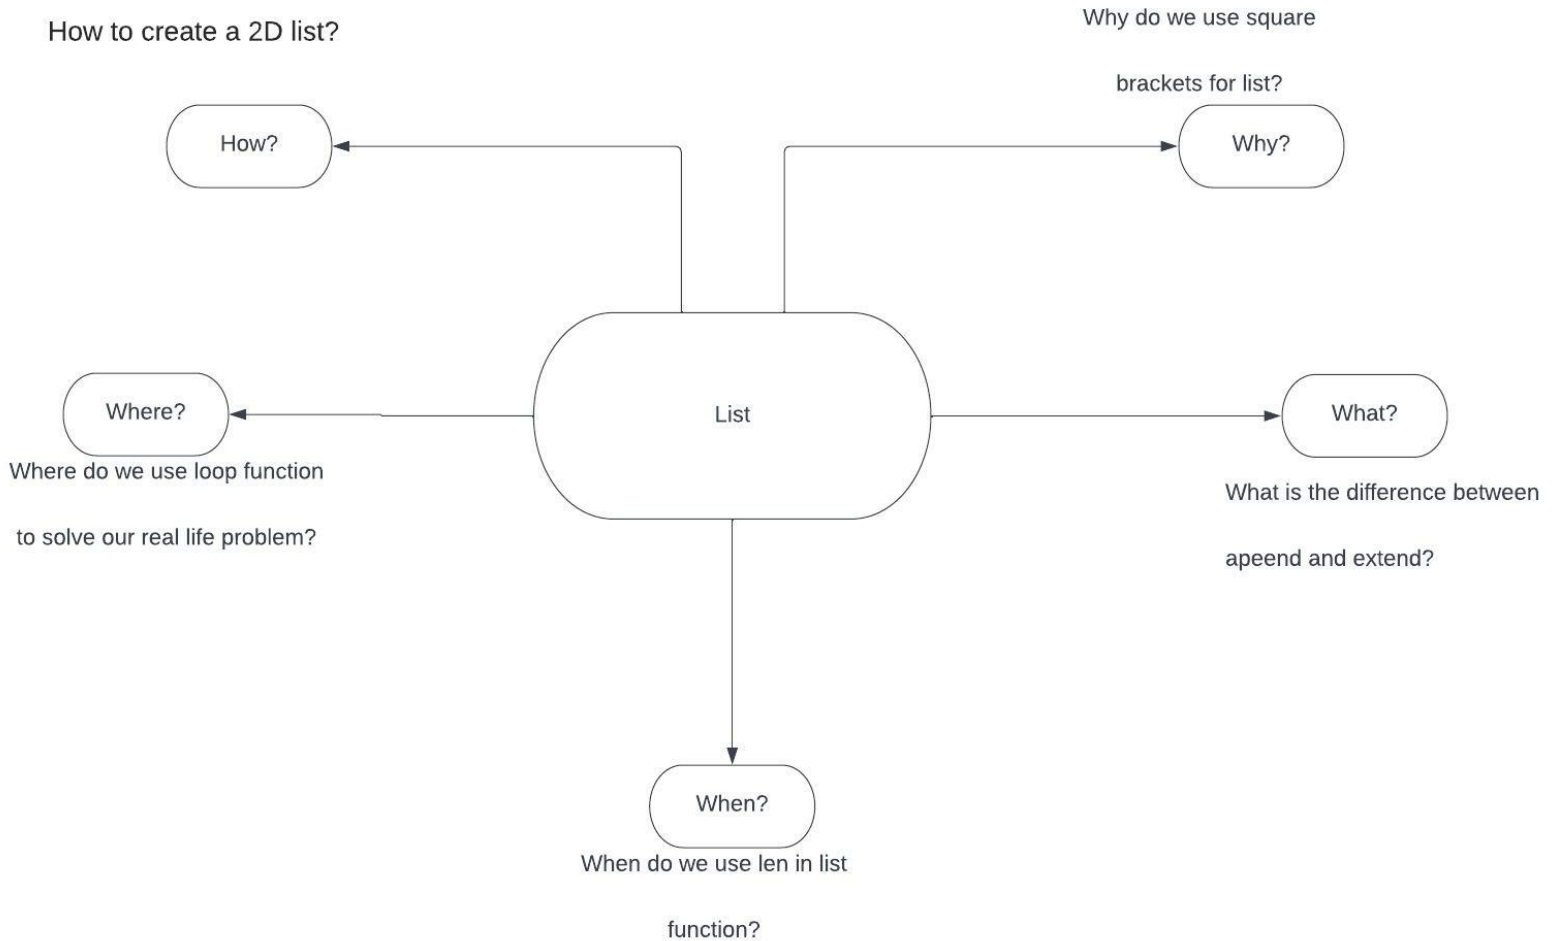 How to create a 2D list?
Why do we use square
brackets for list?
How?
Why?
Where?
List
What?
Where do we use loop function
to solve our real life problem?
What is the difference between
apeend and extend?
When?
When do we use len in list
function?